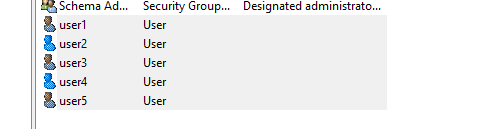 Schema Ad... Security Group... Designated administrato...
user1 User
user2 User
user3 User
user4 User
user5 User